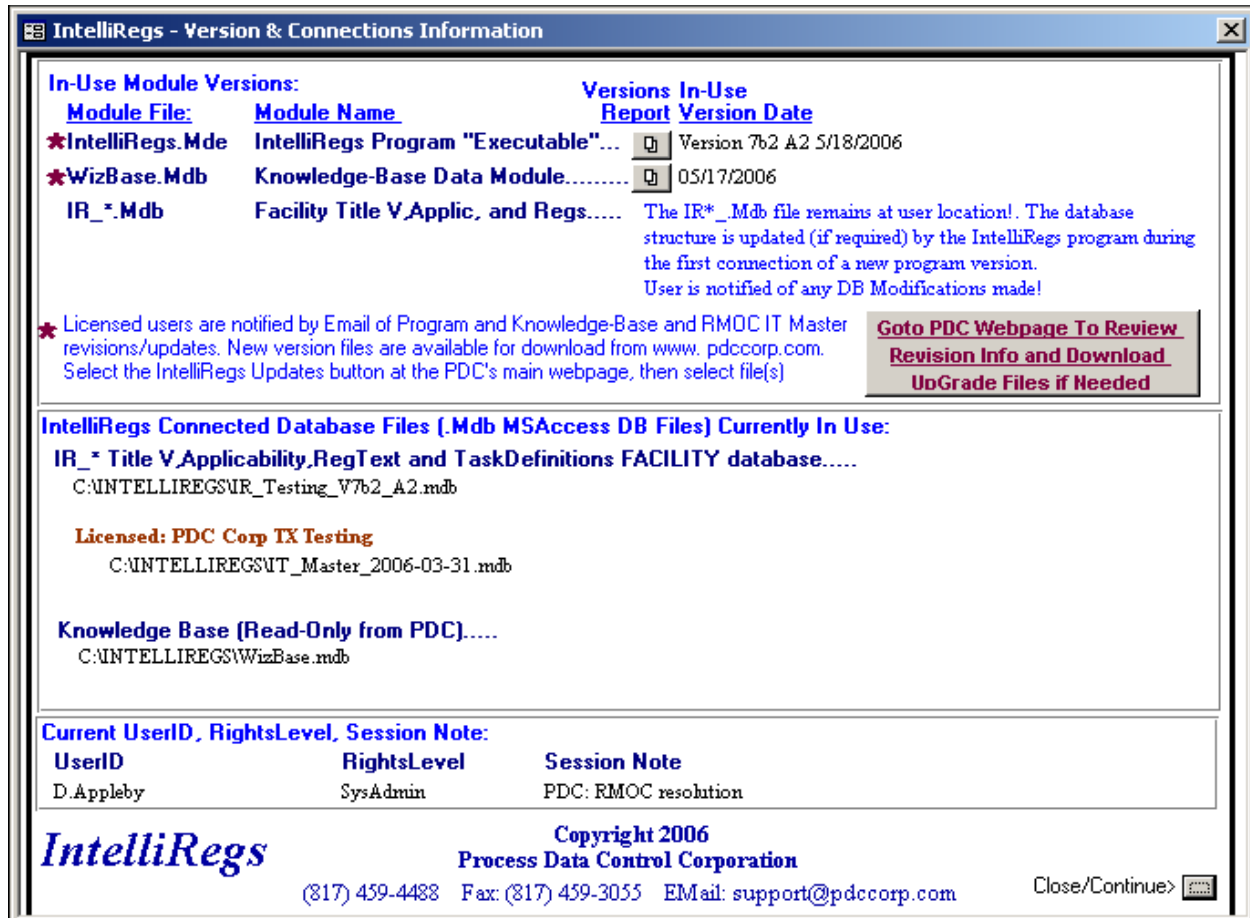 IntelliRegs - Version & Connections Information
In-Use Module Versions:
Versions In-Use
Module File: Module Name Report Version Date
*IntelliRegs.Mde IntelliRegs Program "Executable"... Version 7b2 A2 5/18/2006
*WizBase.Mdb Knowledge-Base Data Module......... 05/17/2006
IR_*.Mdb Facility Title V,Applic, and Regs..... The IR*_.Mdb file remains at user location!. The database
structure is updated (if required) by the IntelliRegs program during
the first connection of a new program version.
User is notified of any DB Modifications made!
* Licensed users are notified by Email of Program and Knowledge-Base and RMOC IT Master
revisions/updates. New version files are available for download from www. pdccorp.com.
Select the IntelliRegs Updates button at the PDC's main webpage, then select file(s)
Goto PDC Webpage To Review
Revision Info and Download
UpGrade Files if Needed
IntelliRegs Connected Database Files (.Mdb MSAccess DB Files) Currently In Use:
IR_* Title V,Applicability,RegText and TaskDefinitions FACILITY database.....
C:\INTELLIREGS\IR_Testing_V7b2_A2.mdb
Licensed: PDC Corp TX Testing
C:\INTELLIREGS\IT_Master_2006-03-31.mdb
Knowledge Base (Read-Only from PDC).....
C:\INTELLIREGS\WizBase.mdb
Current UserID, RightsLevel, Session Note:
UserID RightsLevel Session Note
D.Appleby SysAdmin PDC: RMOC resolution
IntelliRegs
Copyright 2006
Process Data Control Corporation
(817) 459-4488 Fax: (817) 459-3055 EMail: support@pdccorp.com
Close/Continue>